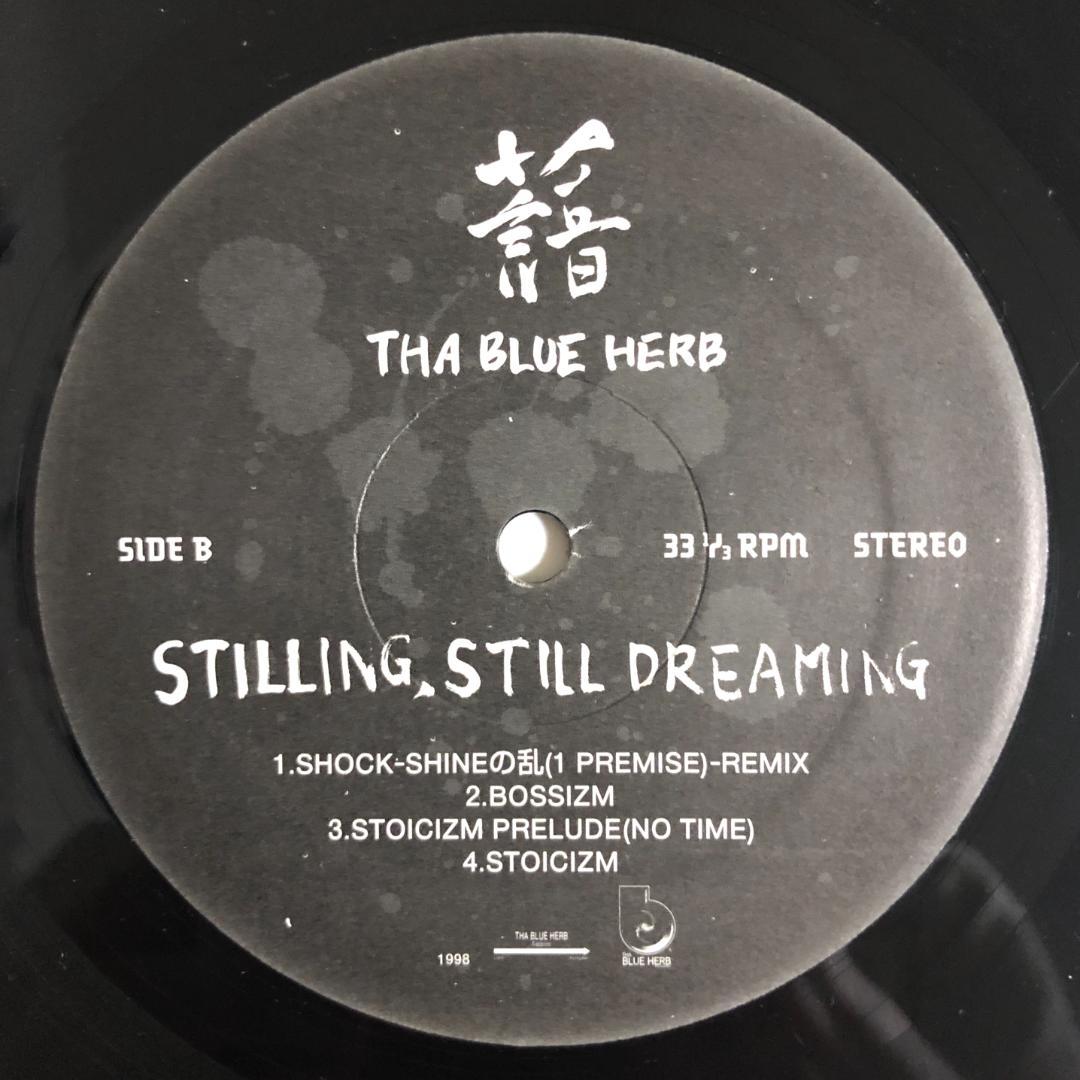 THA BLUE HERB
SIDE B
33 1/3 RPM STEREO
STILLING, STILL DREAMING
1.SHOCK-SHINEの乱(1 PREMISE)-REMIX
2.BOSSIZM
3.STOICIZM PRELUDE(NO TIME)
4.STOICIZM
1998
THA BLUE HERB
BLUE HERB